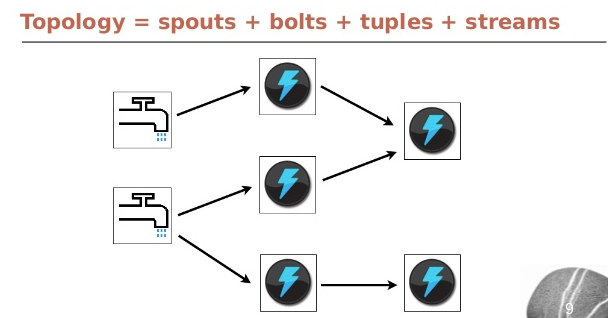 Topology = spouts + bolts + tuples + streams
9